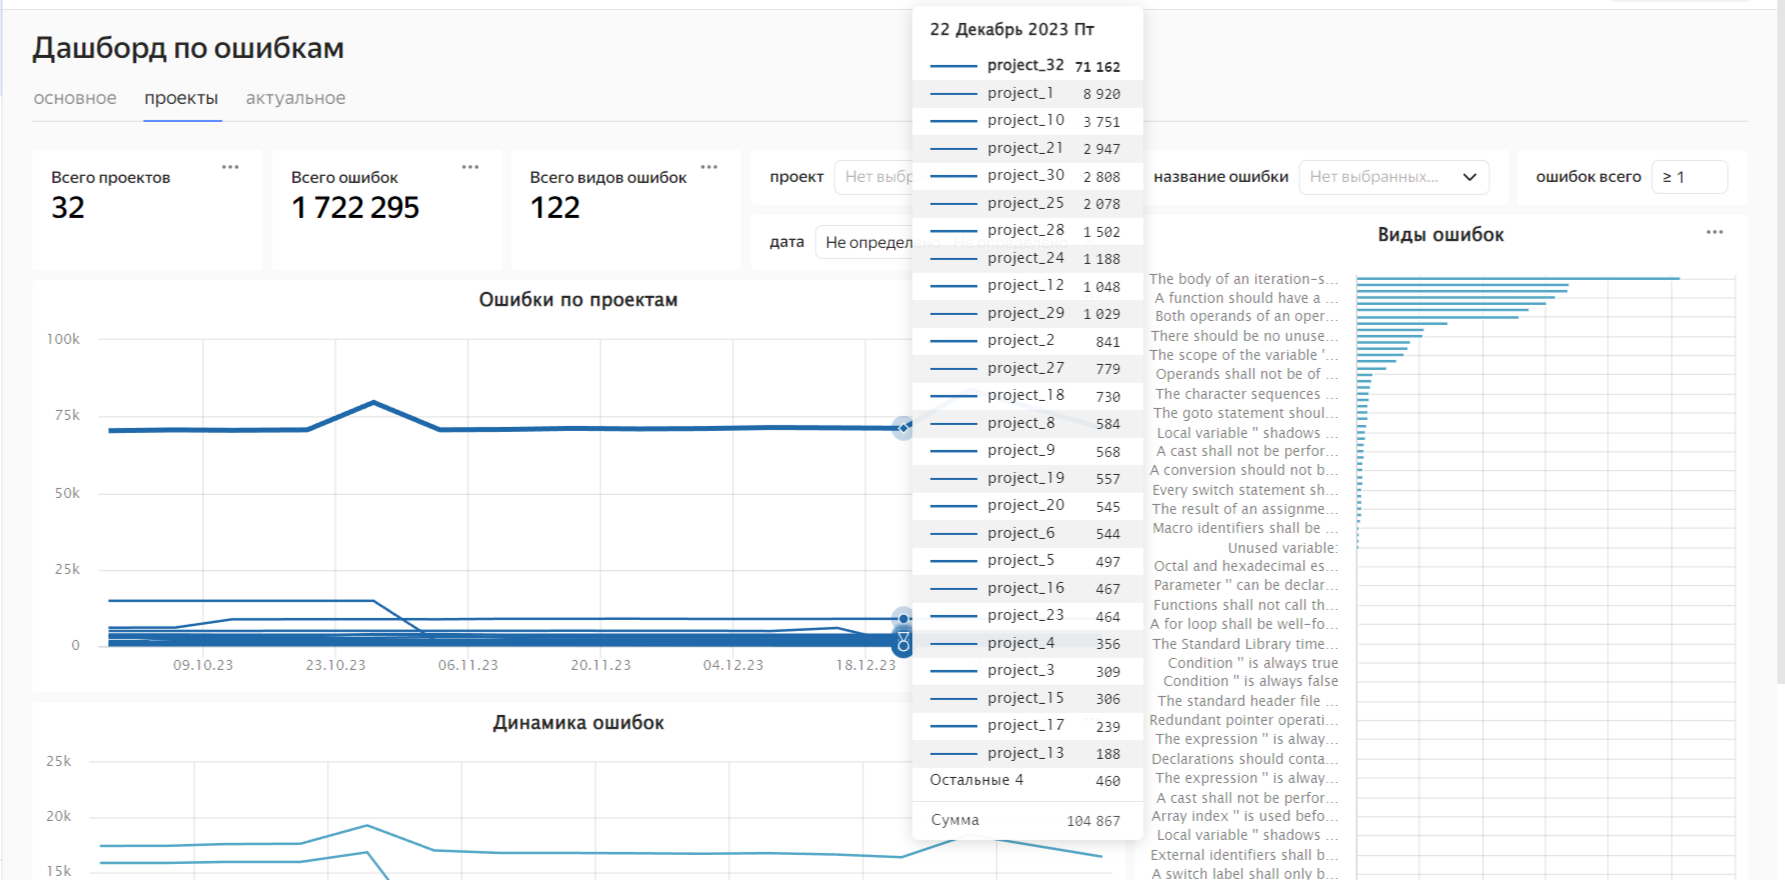 Дашборд по ошибкам
основное проекты актуальное
Всего проектов
32
Всего ошибок
1 722 295
Всего видов ошибок
122
проект Нет выбр
дата Не определ
название ошибки Нет выбранных...
ошибок всего ≥ 1
22 Декабрь 2023 Пт
project_32 71 162
project_1 8 920
project_10 3 751
project_21 2 947
project_30 2 808
project_25 2 078
project_28 1 502
project_24 1 188
project_12 1 048
project_29 1 029
project_2 841
project_27 779
project_18 730
project_8 584
project_9 568
project_19 557
project_20 545
project_6 544
project_5 497
project_16 467
project_23 464
project_4 356
project_3 309
project_15 306
project_17 239
project_13 188
Остальные 4 460
Сумма 104 867
Ошибки по проектам
100k
75k
50k
25k
0
09.10.23 23.10.23 06.11.23 20.11.23 04.12.23 18.12.23
Динамика ошибок
25k
20k
15k
Виды ошибок
The body of an iteration-s...
A function should have a ...
Both operands of an oper...
There should be no unuse...
The scope of the variable '...
Operands shall not be of ...
The character sequences ...
The goto statement shoul...
Local variable '' shadows ...
A cast shall not be perfor...
A conversion should not b...
Every switch statement sh...
The result of an assignme...
Macro identifiers shall be ...
Unused variable:
Octal and hexadecimal es...
Parameter '' can be declar...
Functions shall not call th...
A for loop shall be well-fo...
The Standard Library time...
Condition '' is always true
Condition '' is always false
The standard header file ...
Redundant pointer operati...
The expression '' is alway...
Declarations should conta...
The expression '' is alway...
A cast shall not be perfor...
Array index '' is used befo...
Local variable '' shadows ...
External identifiers shall b...
A switch label shall only b...